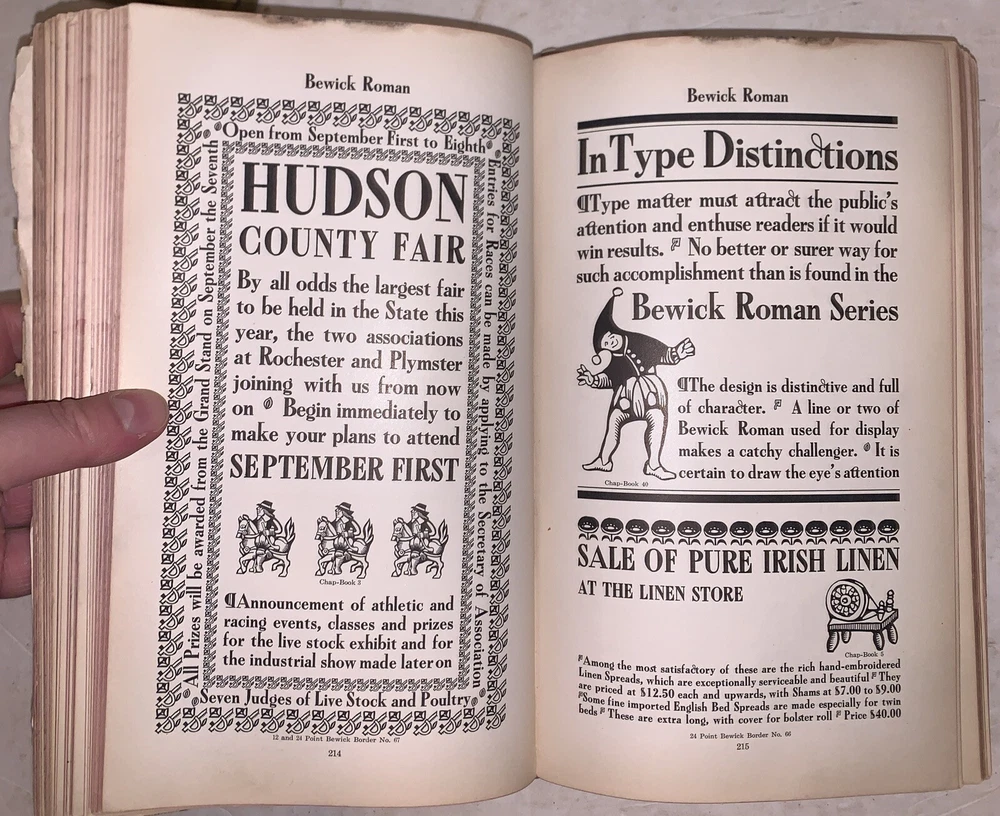 Bewick Roman
Open from September First to Eighth
All Prizes will be awarded from the Grand Stand on September the Seventh
Entries for Races can be made by applying to the Secretary of Association
HUDSON
COUNTY FAIR
By all odds the largest fair
to be held in the State this
year, the two associations
at Rochester and Plymster
joining with us from now
on Begin immediately to
make your plans to attend
SEPTEMBER FIRST
Chap-Book 3
¶Announcement of athletic and
racing events, classes and prizes
for the live stock exhibit and for
the industrial show made later on
Seven Judges of Live Stock and Poultry
12 and 24 Point Bewick Border No. 67
214
Bewick Roman
In Type Distinctions
¶Type matter must attract the public's
attention and enthuse readers if it would
win results. No better or surer way for
such accomplishment than is found in the
Bewick Roman Series
¶The design is distinctive and full
of character. A line or two of
Bewick Roman used for display
makes a catchy challenger. It is
certain to draw the eye's attention
Chap-Book 40
SALE OF PURE IRISH LINEN
AT THE LINEN STORE
Chap-Book 5
Among the most satisfactory of these are the rich hand-embroidered
Linen Spreads, which are exceptionally serviceable and beautiful They
are priced at $12.50 each and upwards, with Shams at $7.00 to $9.00
Some fine imported English Bed Spreads are made especially for twin
beds These are extra long, with cover for bolster roll Price $40.00
24 Point Bewick Border No. 66
215